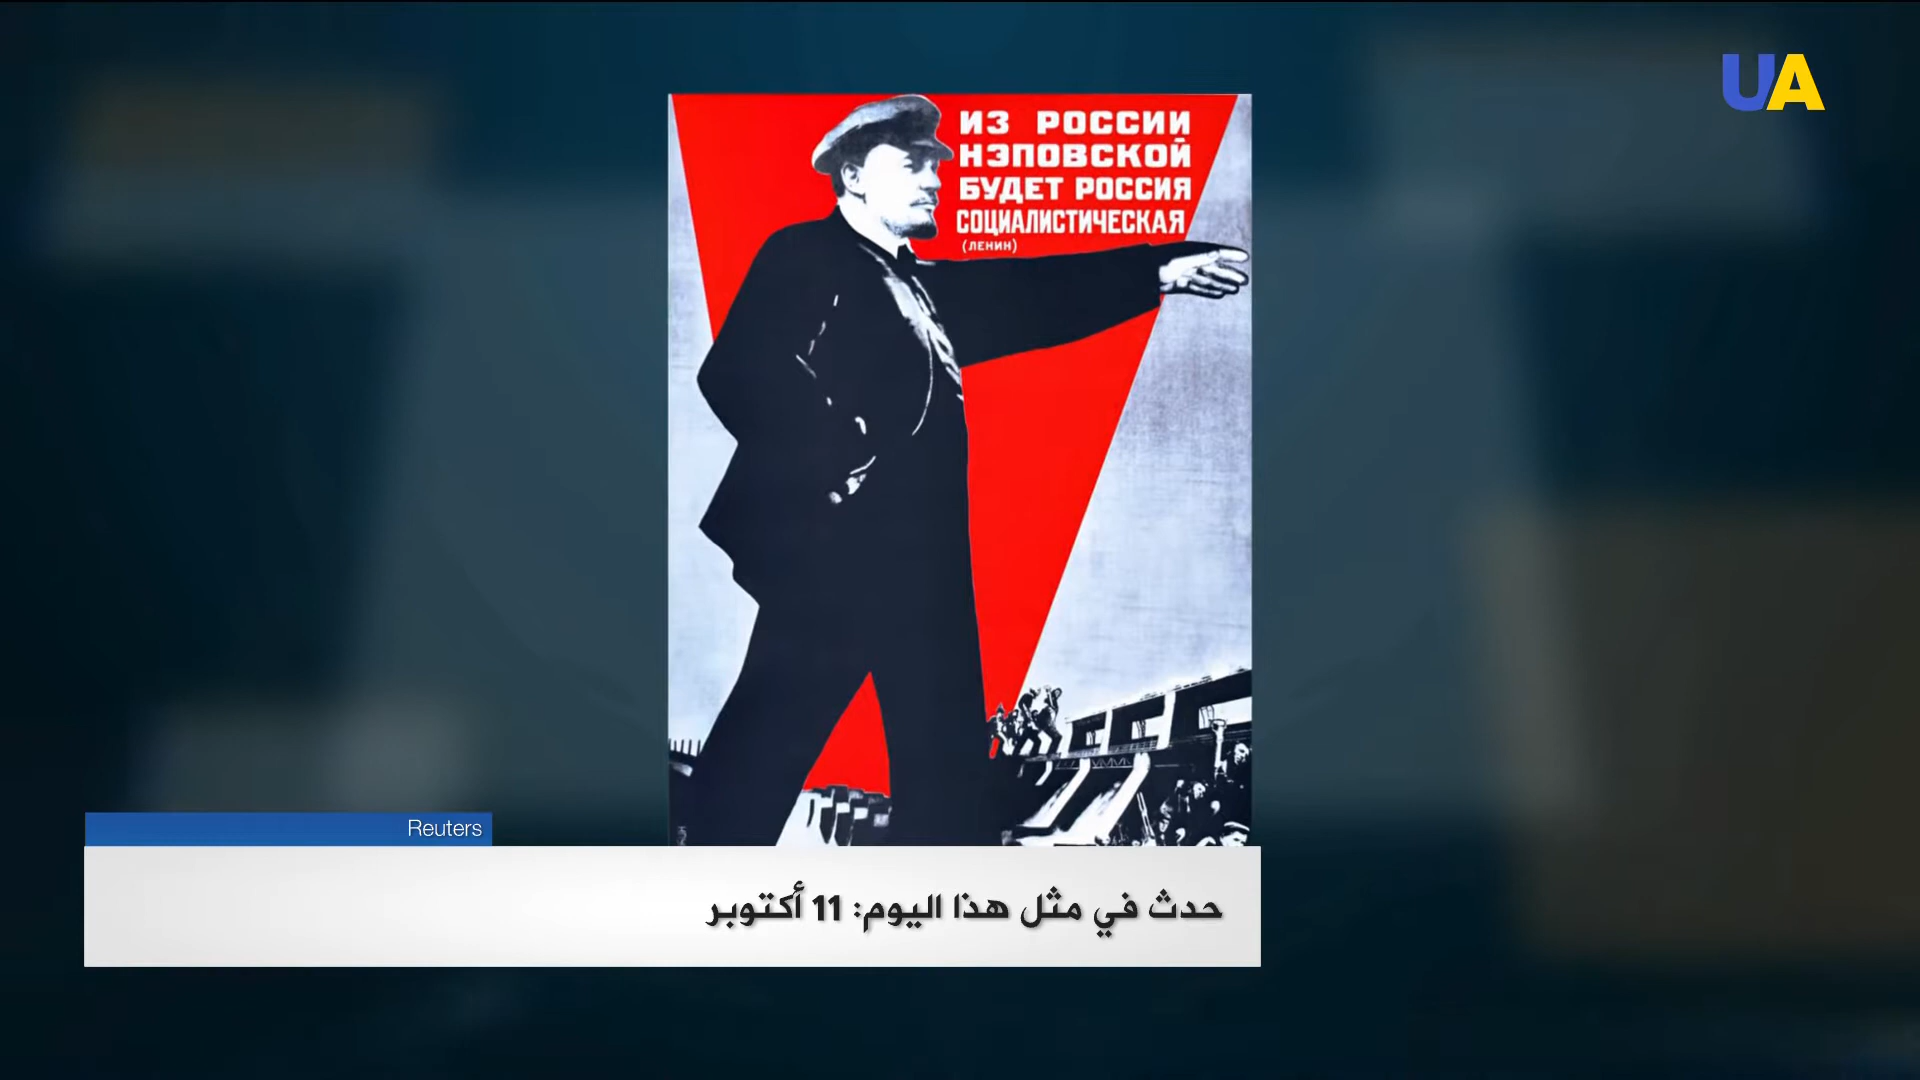 UA
ИЗ РОССИИ
НЭПОВСКОЙ
БУДЕТ РОССИЯ
СОЦИАЛИСТИЧЕСКАЯ
(ЛЕНИН)
Reuters
حدث في مثل هذا اليوم: 11 أكتوبر